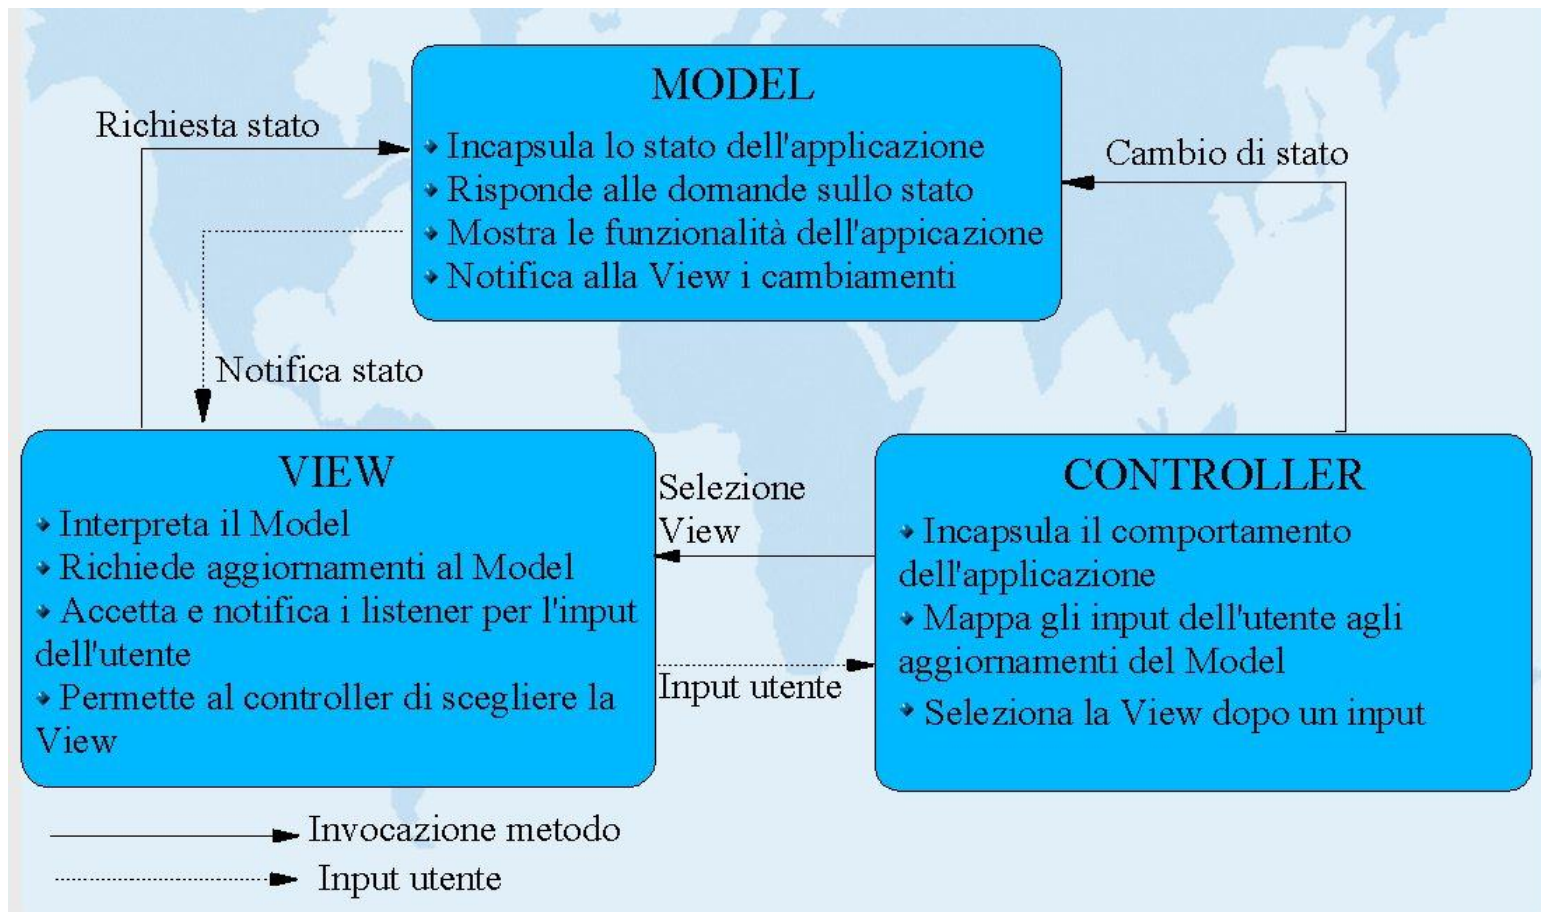 MODEL
Incapsula lo stato dell'applicazione
Risponde alle domande sullo stato
Mostra le funzionalità dell'appicazione
Notifica alla View i cambiamenti
Richiesta stato
Cambio di stato
Notifica stato
VIEW
Interpreta il Model
Richiede aggiornamenti al Model
Accetta e notifica i listener per l'input
dell'utente
Permette al controller di scegliere la
View
Selezione
View
Input utente
CONTROLLER
Incapsula il comportamento
dell'applicazione
Mappa gli input dell'utente agli
aggiornamenti del Model
Seleziona la View dopo un input
Invocazione metodo
Input utente